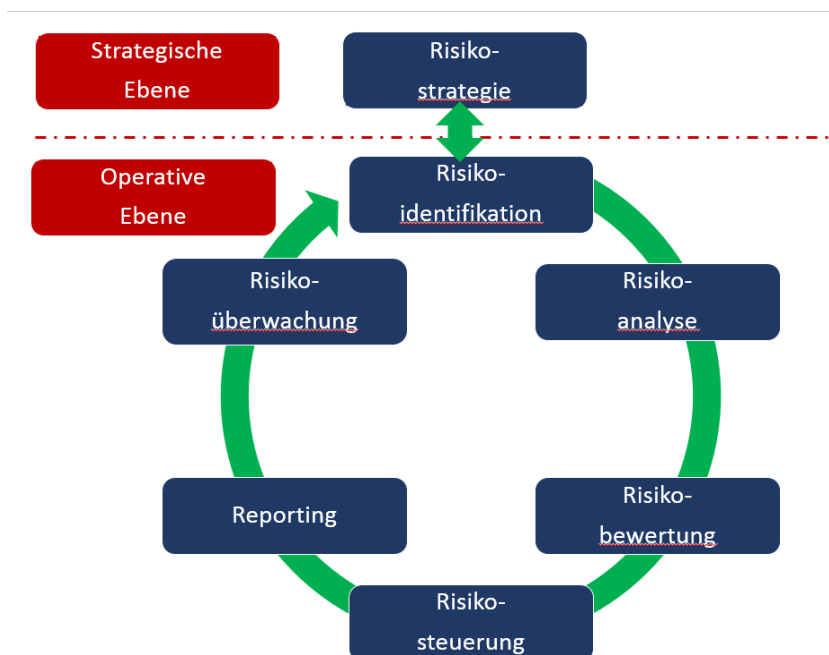 Strategische
Ebene
Risiko-
strategie
Operative
Ebene
Risiko-
identifikation
Risiko-
überwachung
Risiko-
analyse
Reporting
Risiko-
bewertung
Risiko-
steuerung